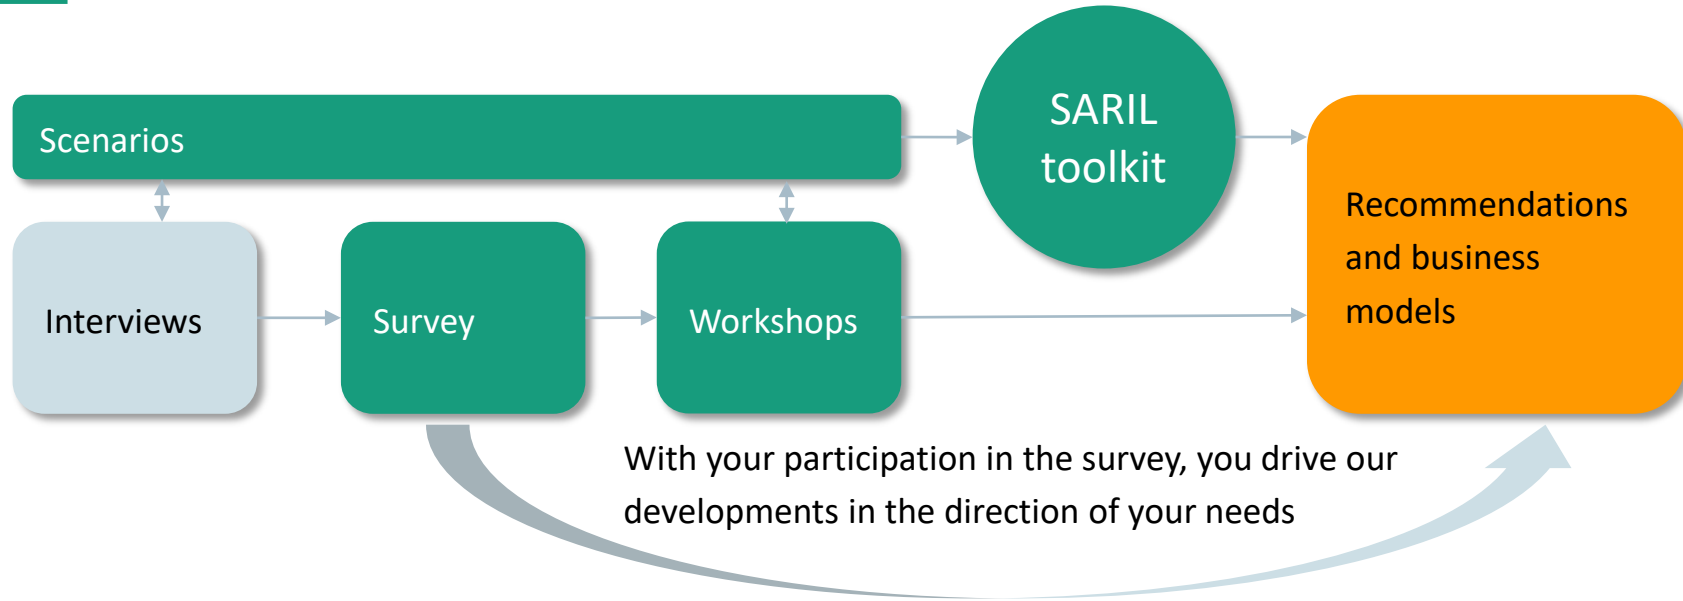 Scenarios
SARIL
toolkit
Interviews
Survey
Workshops
Recommendations
and business
models
With your participation in the survey, you drive our
developments in the direction of your needs